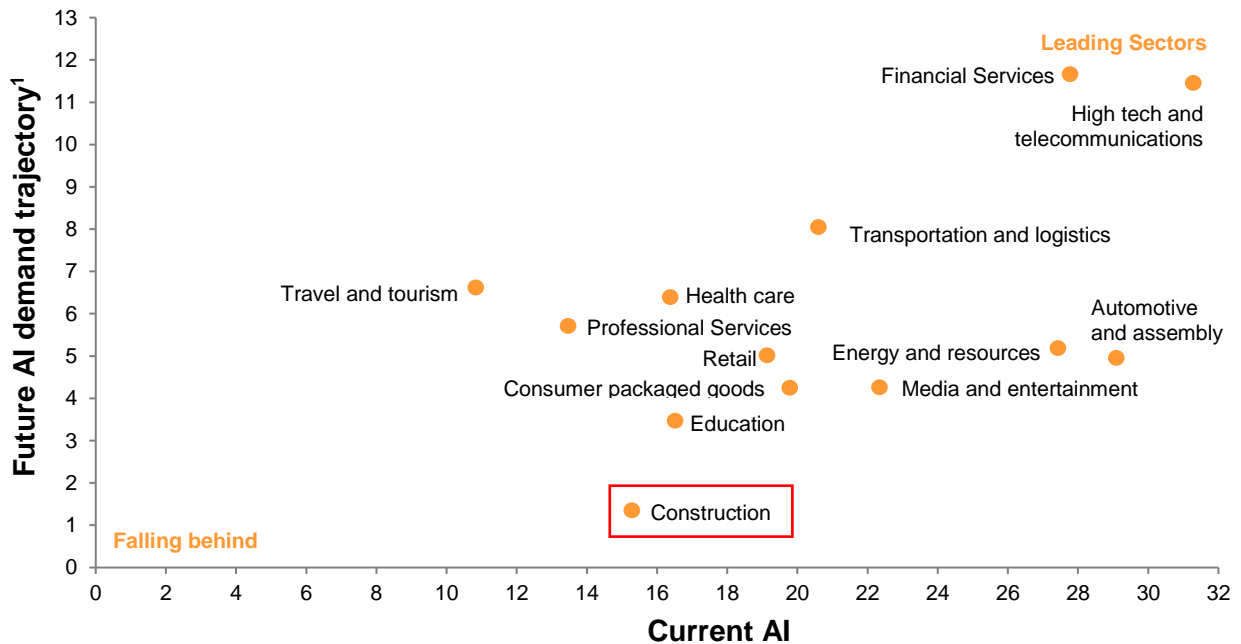 13
12
11
10
9
8
7
6
5
4
3
2
1
0
Future AI demand trajectory1
Leading Sectors
Financial Services
High tech and
telecommunications
Transportation and logistics
Travel and tourism
Health care
Professional Services
Automotive
and assembly
Retail
Energy and resources
Consumer packaged goods
Media and entertainment
Education
Construction
Falling behind
0 2 4 6 8 10 12 14 16 18 20 22 24 26 28 30 32
Current AI